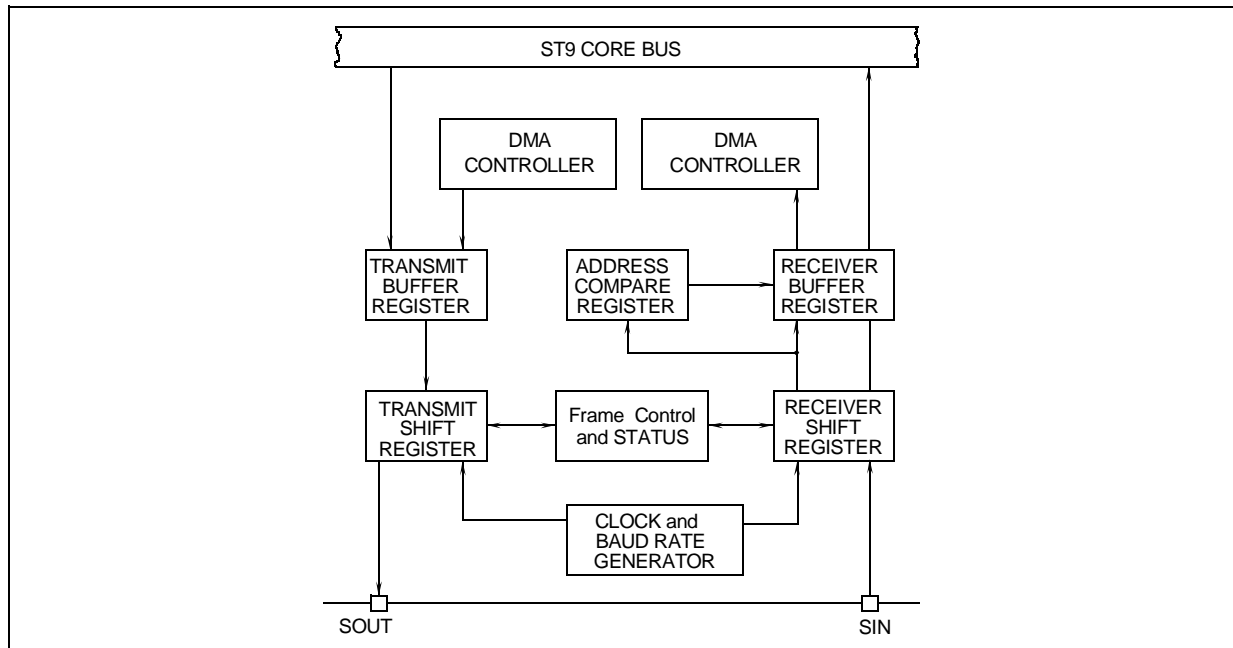 ST9 CORE BUS
DMA
CONTROLLER
DMA
CONTROLLER
TRANSMIT
BUFFER
REGISTER
ADDRESS
COMPARE
REGISTER
RECEIVER
BUFFER
REGISTER
TRANSMIT
SHIFT
REGISTER
Frame Control
and STATUS
RECEIVER
SHIFT
REGISTER
CLOCK and
BAUD RATE
GENERATOR
SOUT
SIN